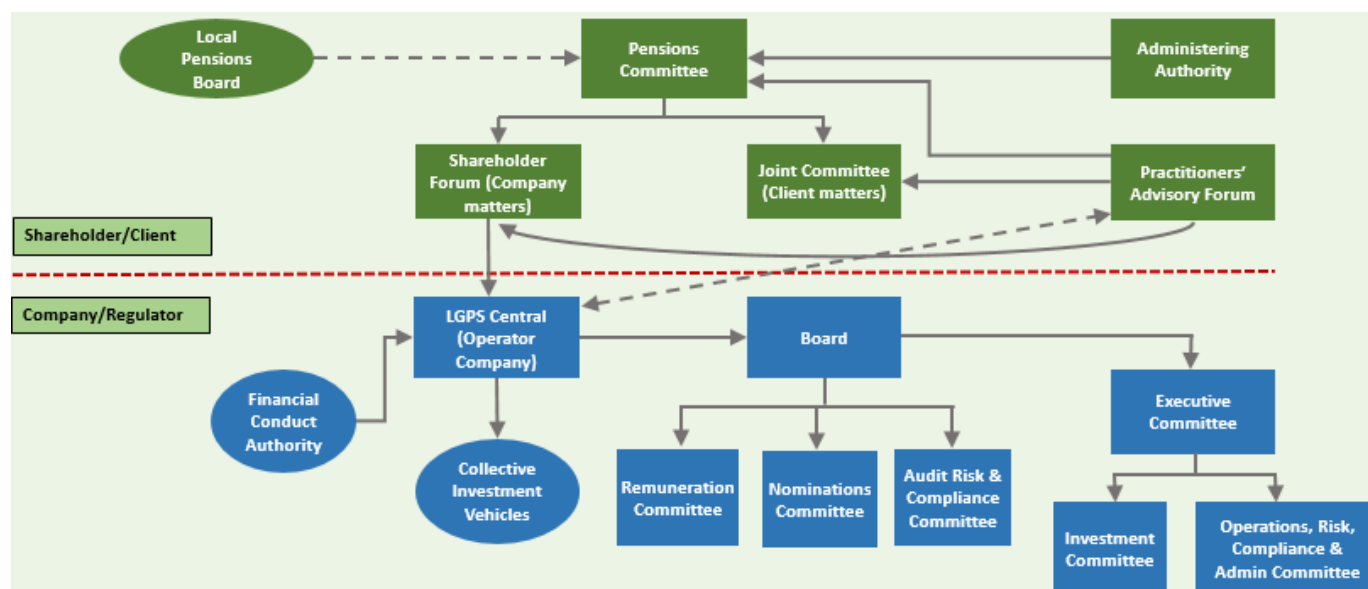 Local
Pensions
Board
Pensions
Committee
Administering
Authority
Shareholder
Forum (Company
matters)
Joint Committee
(Client matters)
Practitioners'
Advisory Forum
Shareholder/Client
Company/Regulator
LGPS Central
(Operator
Company)
Board
Financial
Conduct
Authority
Executive
Committee
Collective
Investment
Vehicles
Remuneration
Committee
Nominations
Committee
Audit Risk &
Compliance
Committee
Investment
Committee
Operations, Risk,
Compliance &
Admin Committee